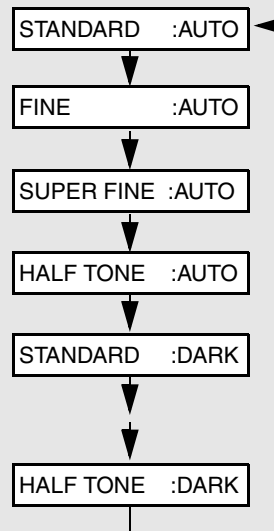 STANDARD :AUTO
FINE :AUTO
SUPER FINE :AUTO
HALF TONE :AUTO
STANDARD :DARK
HALF TONE :DARK